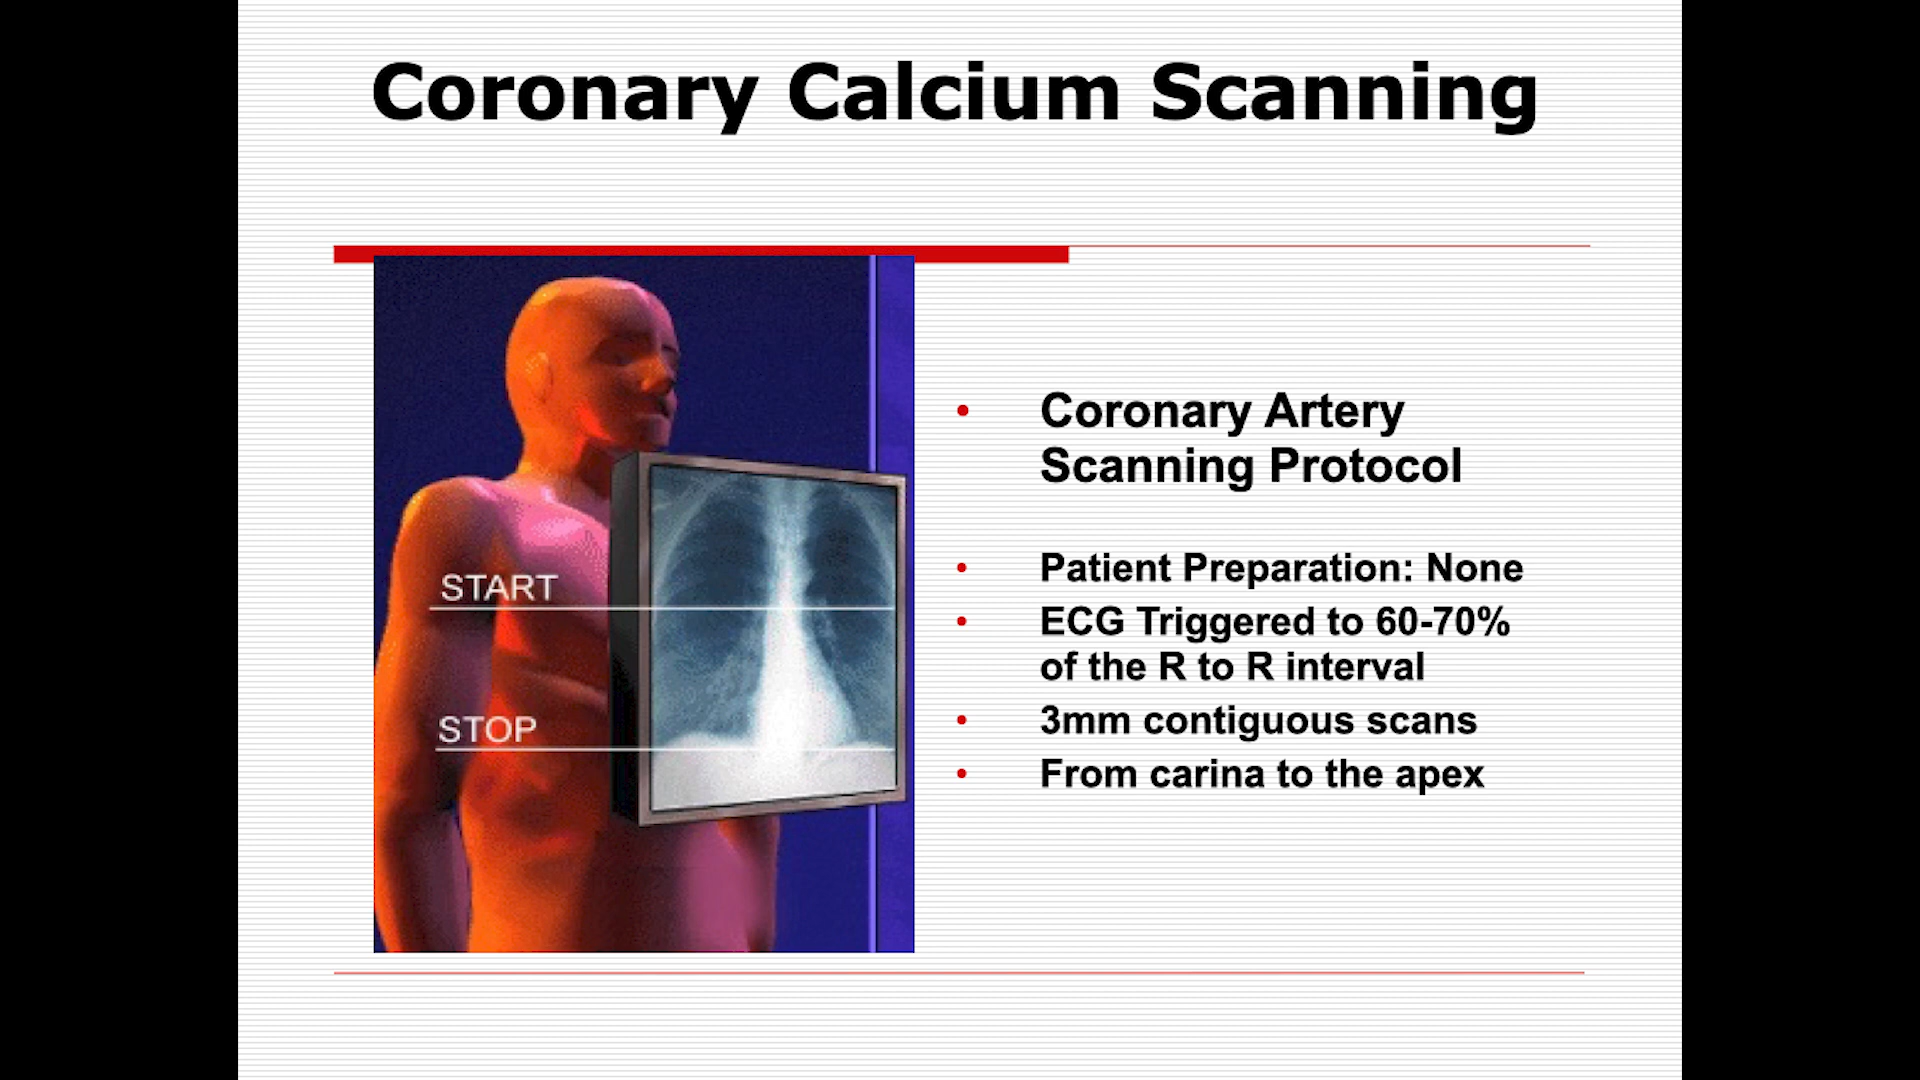 Coronary Calcium Scanning
START
STOP
• Coronary Artery
Scanning Protocol
• Patient Preparation: None
• ECG Triggered to 60-70%
of the R to R interval
• 3mm contiguous scans
• From carina to the apex